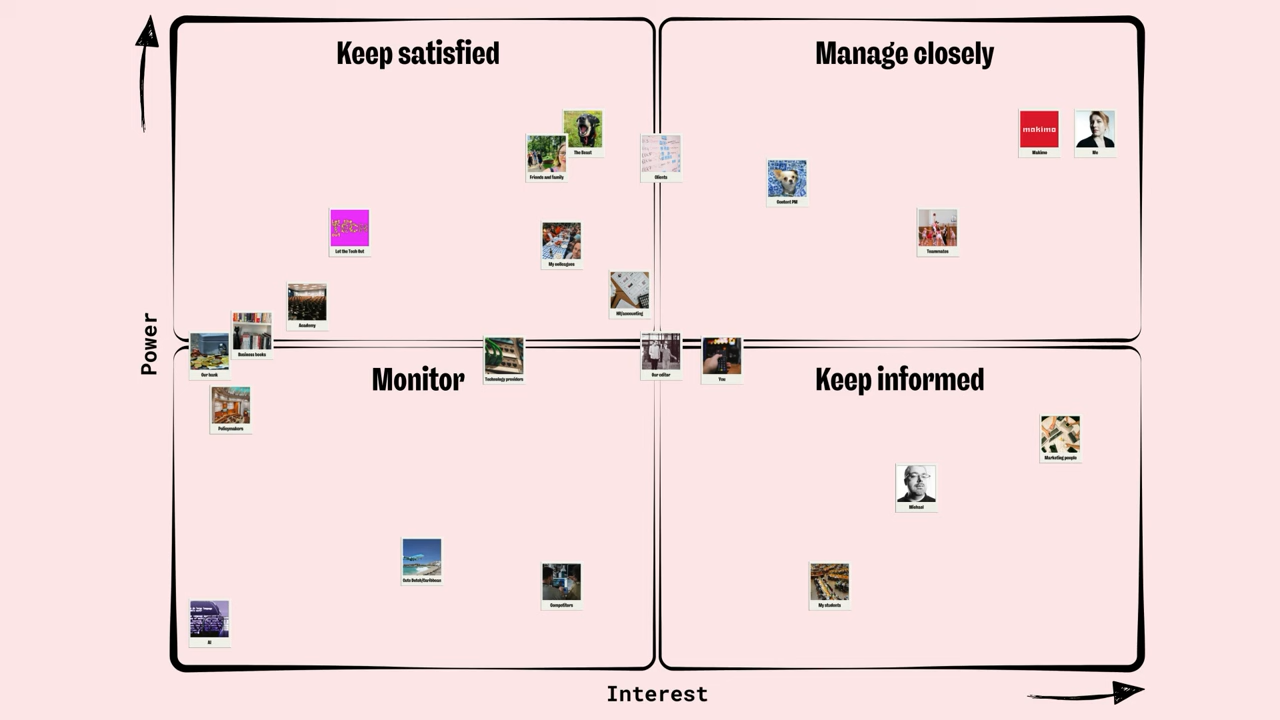 Keep satisfied
Manage closely
The Beast
makimo
Makimo
Me
Friends and family
Clients
Content PM
Let the Tech Out
Teammates
My colleagues
HR/accounting
Academy
Business books
Power
Our book
Technology providers
Our editor
You
Monitor
Keep informed
Policymakers
Marketing people
Michael
Competitors
My students
AI
Interest